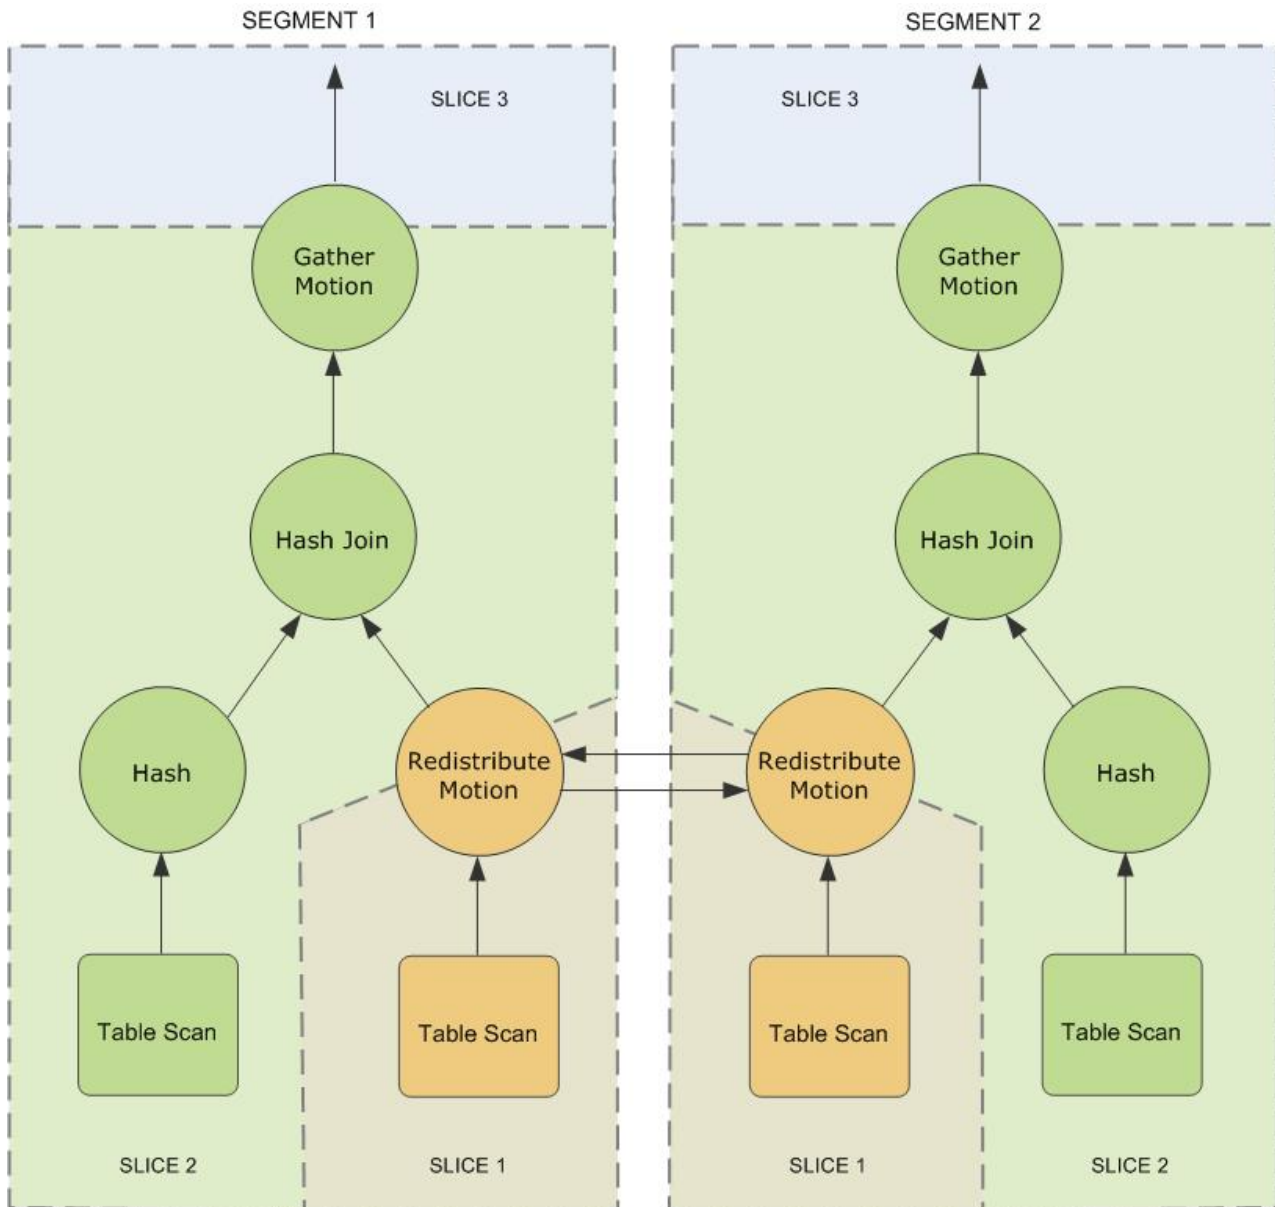 SEGMENT 1
SEGMENT 2
SLICE 3
SLICE 3
Gather
Motion
Gather
Motion
Hash Join
Hash Join
Hash
Redistribute
Motion
Redistribute
Motion
Hash
Table Scan
Table Scan
Table Scan
Table Scan
SLICE 2
SLICE 1
SLICE 1
SLICE 2